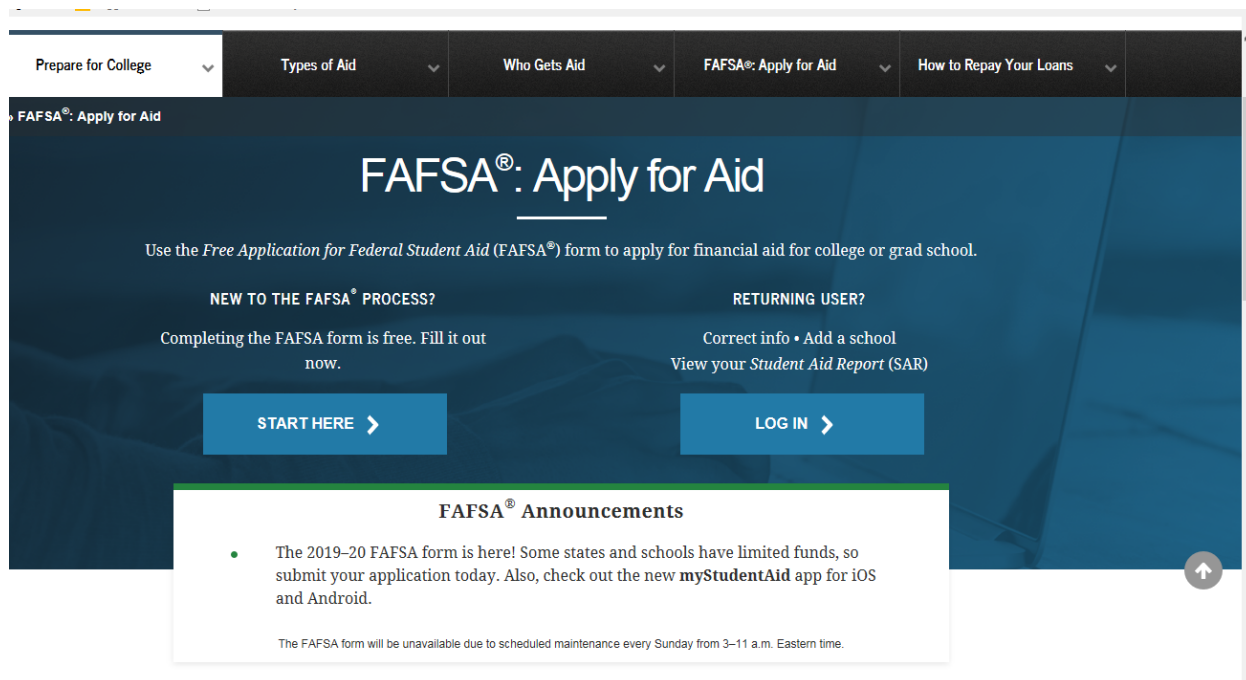 Prepare for College
Types of Aid
Who Gets Aid
FAFSA®: Apply for Aid
How to Repay Your Loans
» FAFSA®: Apply for Aid
FAFSA®: Apply for Aid
Use the Free Application for Federal Student Aid (FAFSA®) form to apply for financial aid for college or grad school.
NEW TO THE FAFSA® PROCESS?
Completing the FAFSA form is free. Fill it out
now.
START HERE
RETURNING USER?
Correct info • Add a school
View your Student Aid Report (SAR)
LOG IN
FAFSA® Announcements
• The 2019–20 FAFSA form is here! Some states and schools have limited funds, so
submit your application today. Also, check out the new myStudentAid app for iOS
and Android.
The FAFSA form will be unavailable due to scheduled maintenance every Sunday from 3–11 a.m. Eastern time.